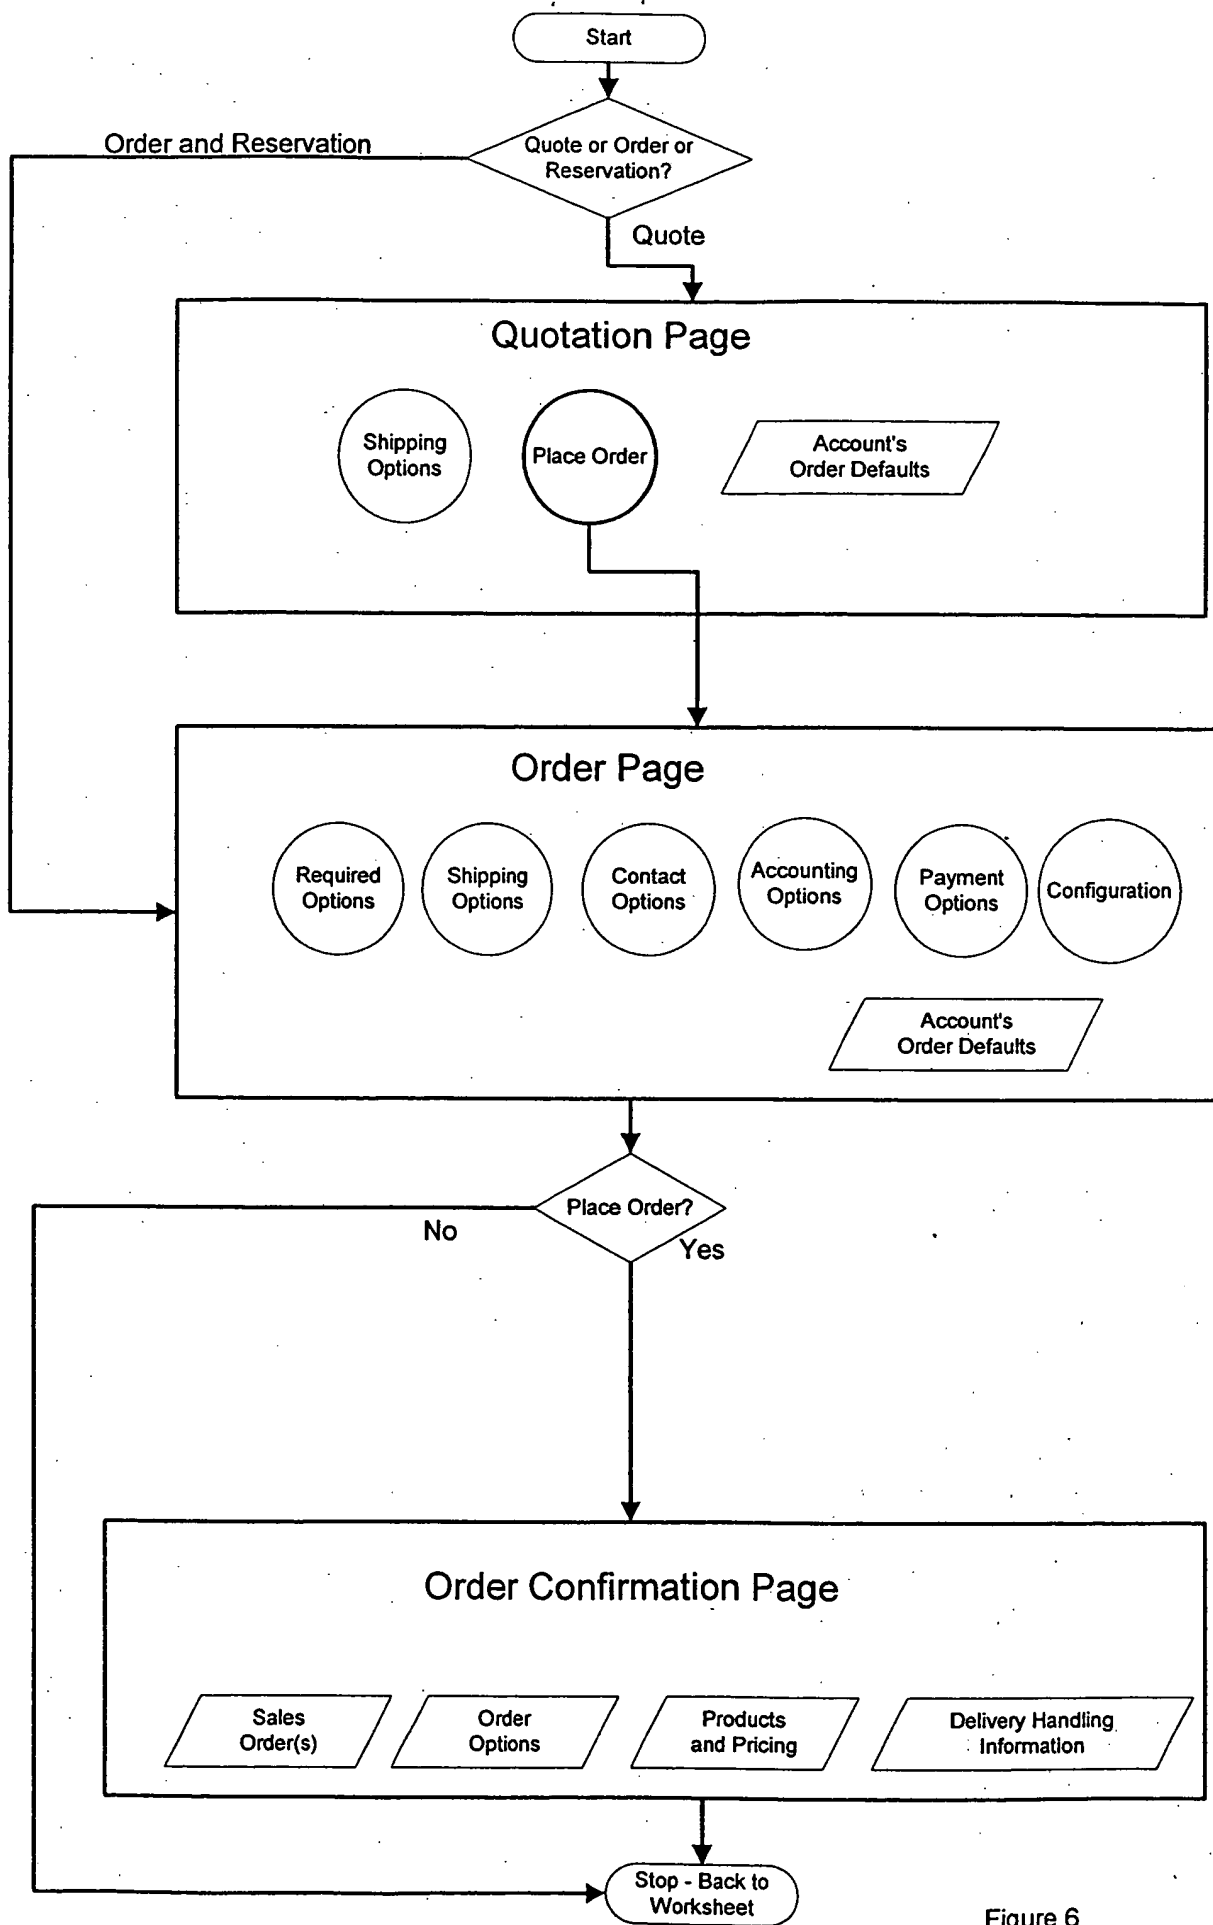 Start
Quote or Order or
Reservation?
Order and Reservation
Quote
Quotation Page
Shipping
Options
Place Order
Account's
Order Defaults
Order Page
Required
Options
Shipping
Options
Contact
Options
Accounting
Options
Payment
Options
Configuration
Account's
Order Defaults
Place Order?
No
Yes
Order Confirmation Page
Sales
Order(s)
Order
Options
Products
and Pricing
Delivery Handling
Information
Stop - Back to
Worksheet
Figure 6